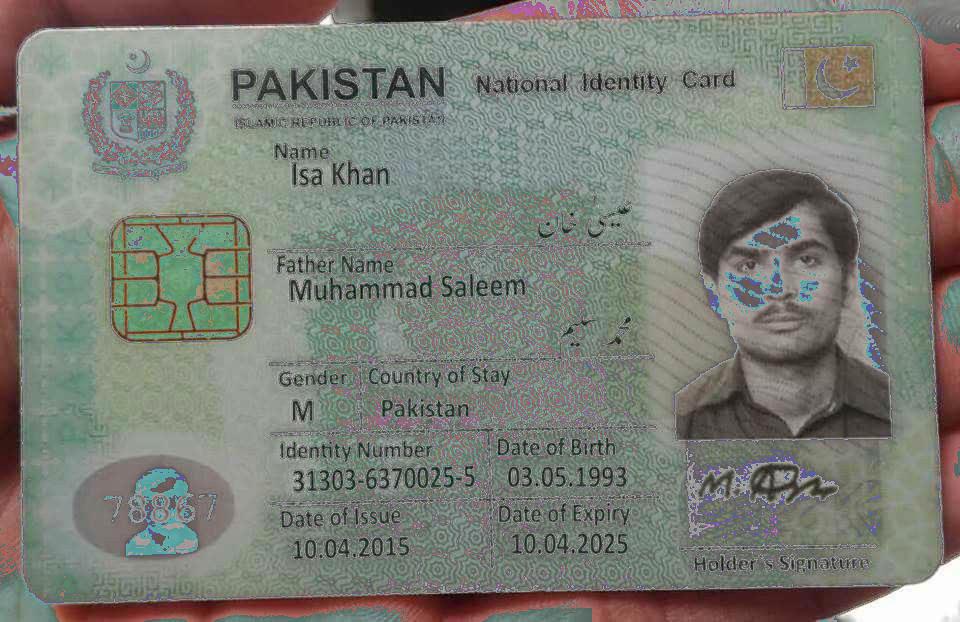 PAKISTAN National Identity Card
ISLAMIC REPUBLIC OF PAKISTAN
Name
Isa Khan
عیسیٰ خان
Father Name
Muhammad Saleem
محمد سلیم
Gender Country of Stay
M Pakistan
Identity Number Date of Birth
31303-6370025-5 03.05.1993
Date of Issue Date of Expiry
10.04.2015 10.04.2025
78867
Holder's Signature